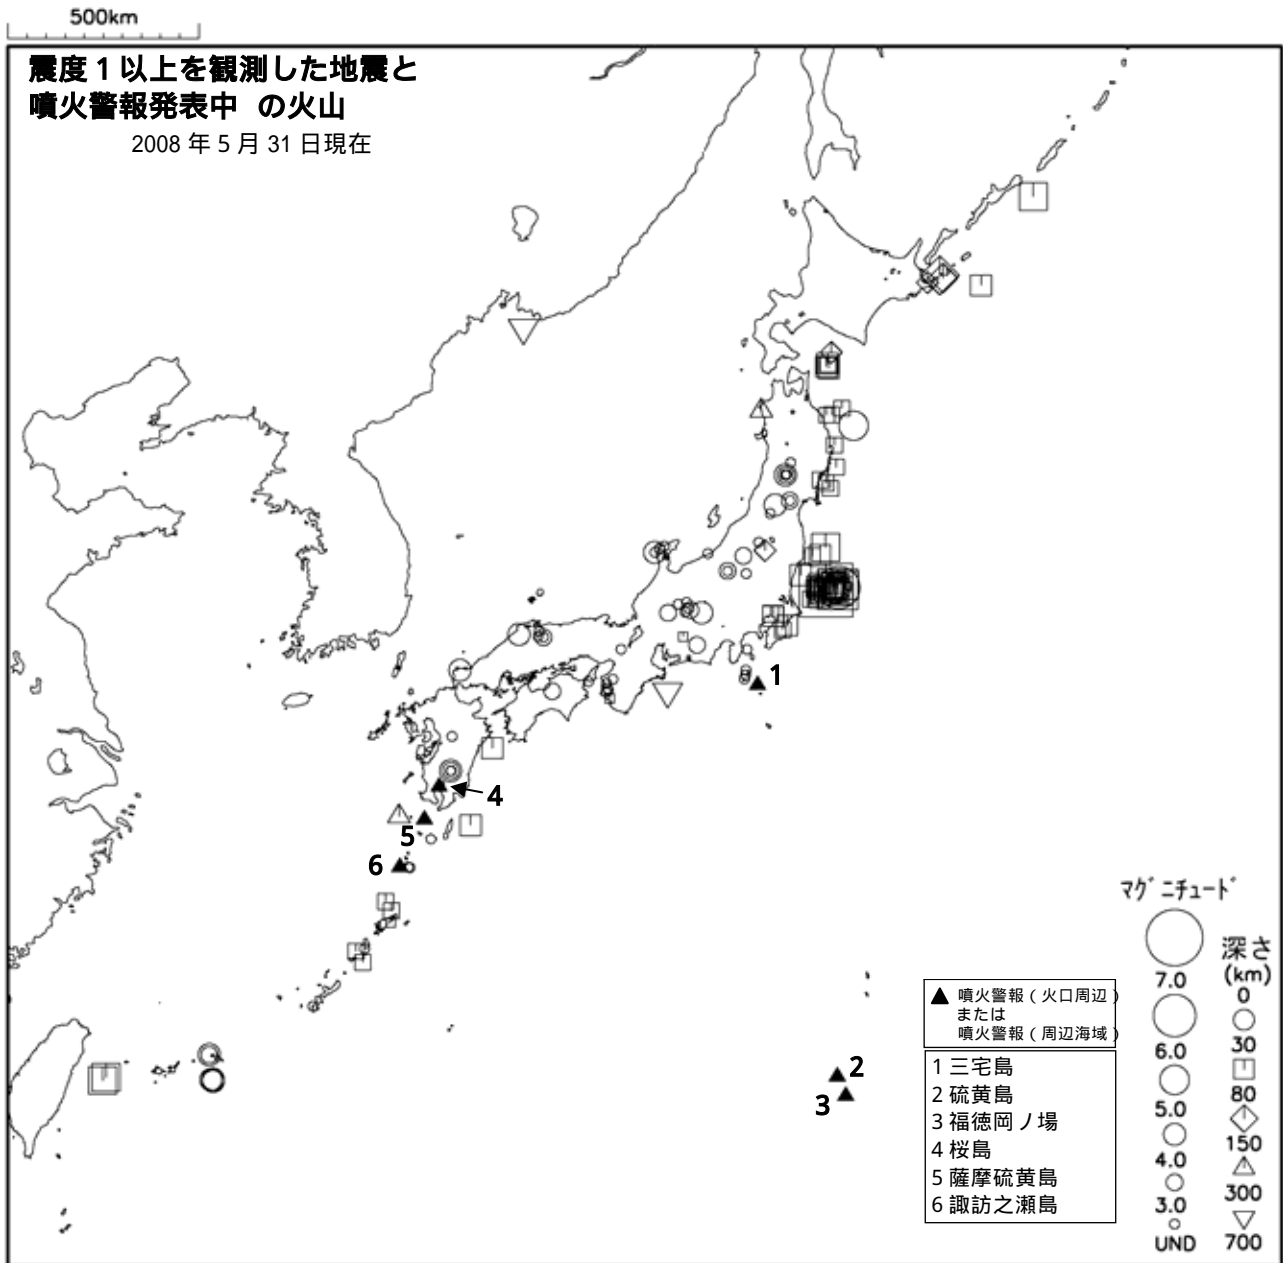 500km
震度１以上を観測した地震と
噴火警報発表中 の火山
2008 年 5 月 31 日現在
1
4
5
6
2
3
▲ 噴火警報（火口周辺）
または
噴火警報（周辺海域）
1 三宅島
2 硫黄島
3 福徳岡ノ場
4 桜島
5 薩摩硫黄島
6 諏訪之瀬島
マグニチュード
7.0
6.0
5.0
4.0
3.0
UND
深さ
(km)
0
30
80
150
300
700